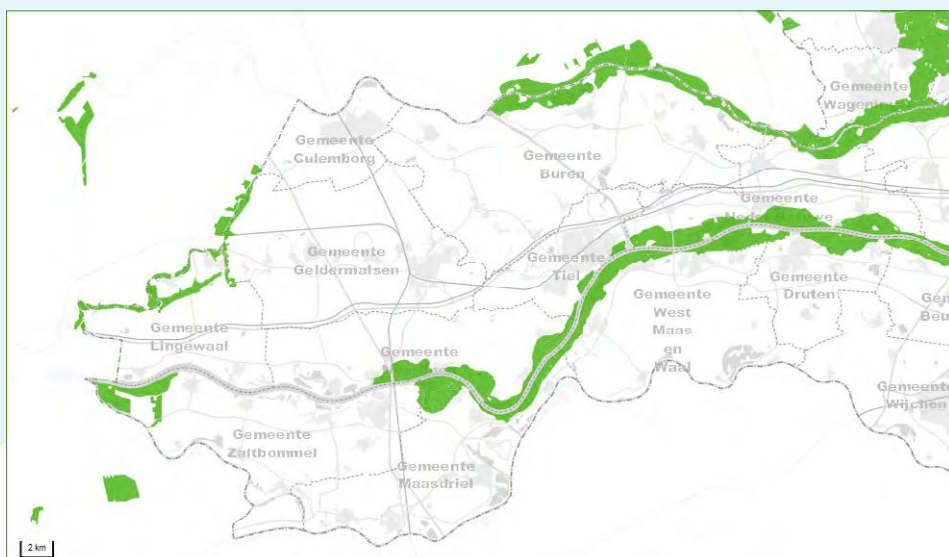 Gemeente
Wageningen
Gemeente
Culemborg
Gemeente
Buren
Gemeente
Neder-Betuwe
Gemeente
Geldermalsen
Gemeente
Tiel
Gemeente
Druten
Gemeente
West
Maas
en
Waal
Gemeente
Lingewaal
Gemeente
Gemeente
Wijchen
Gemeente
Zaltbommel
Gemeente
Maasdriel
2 km